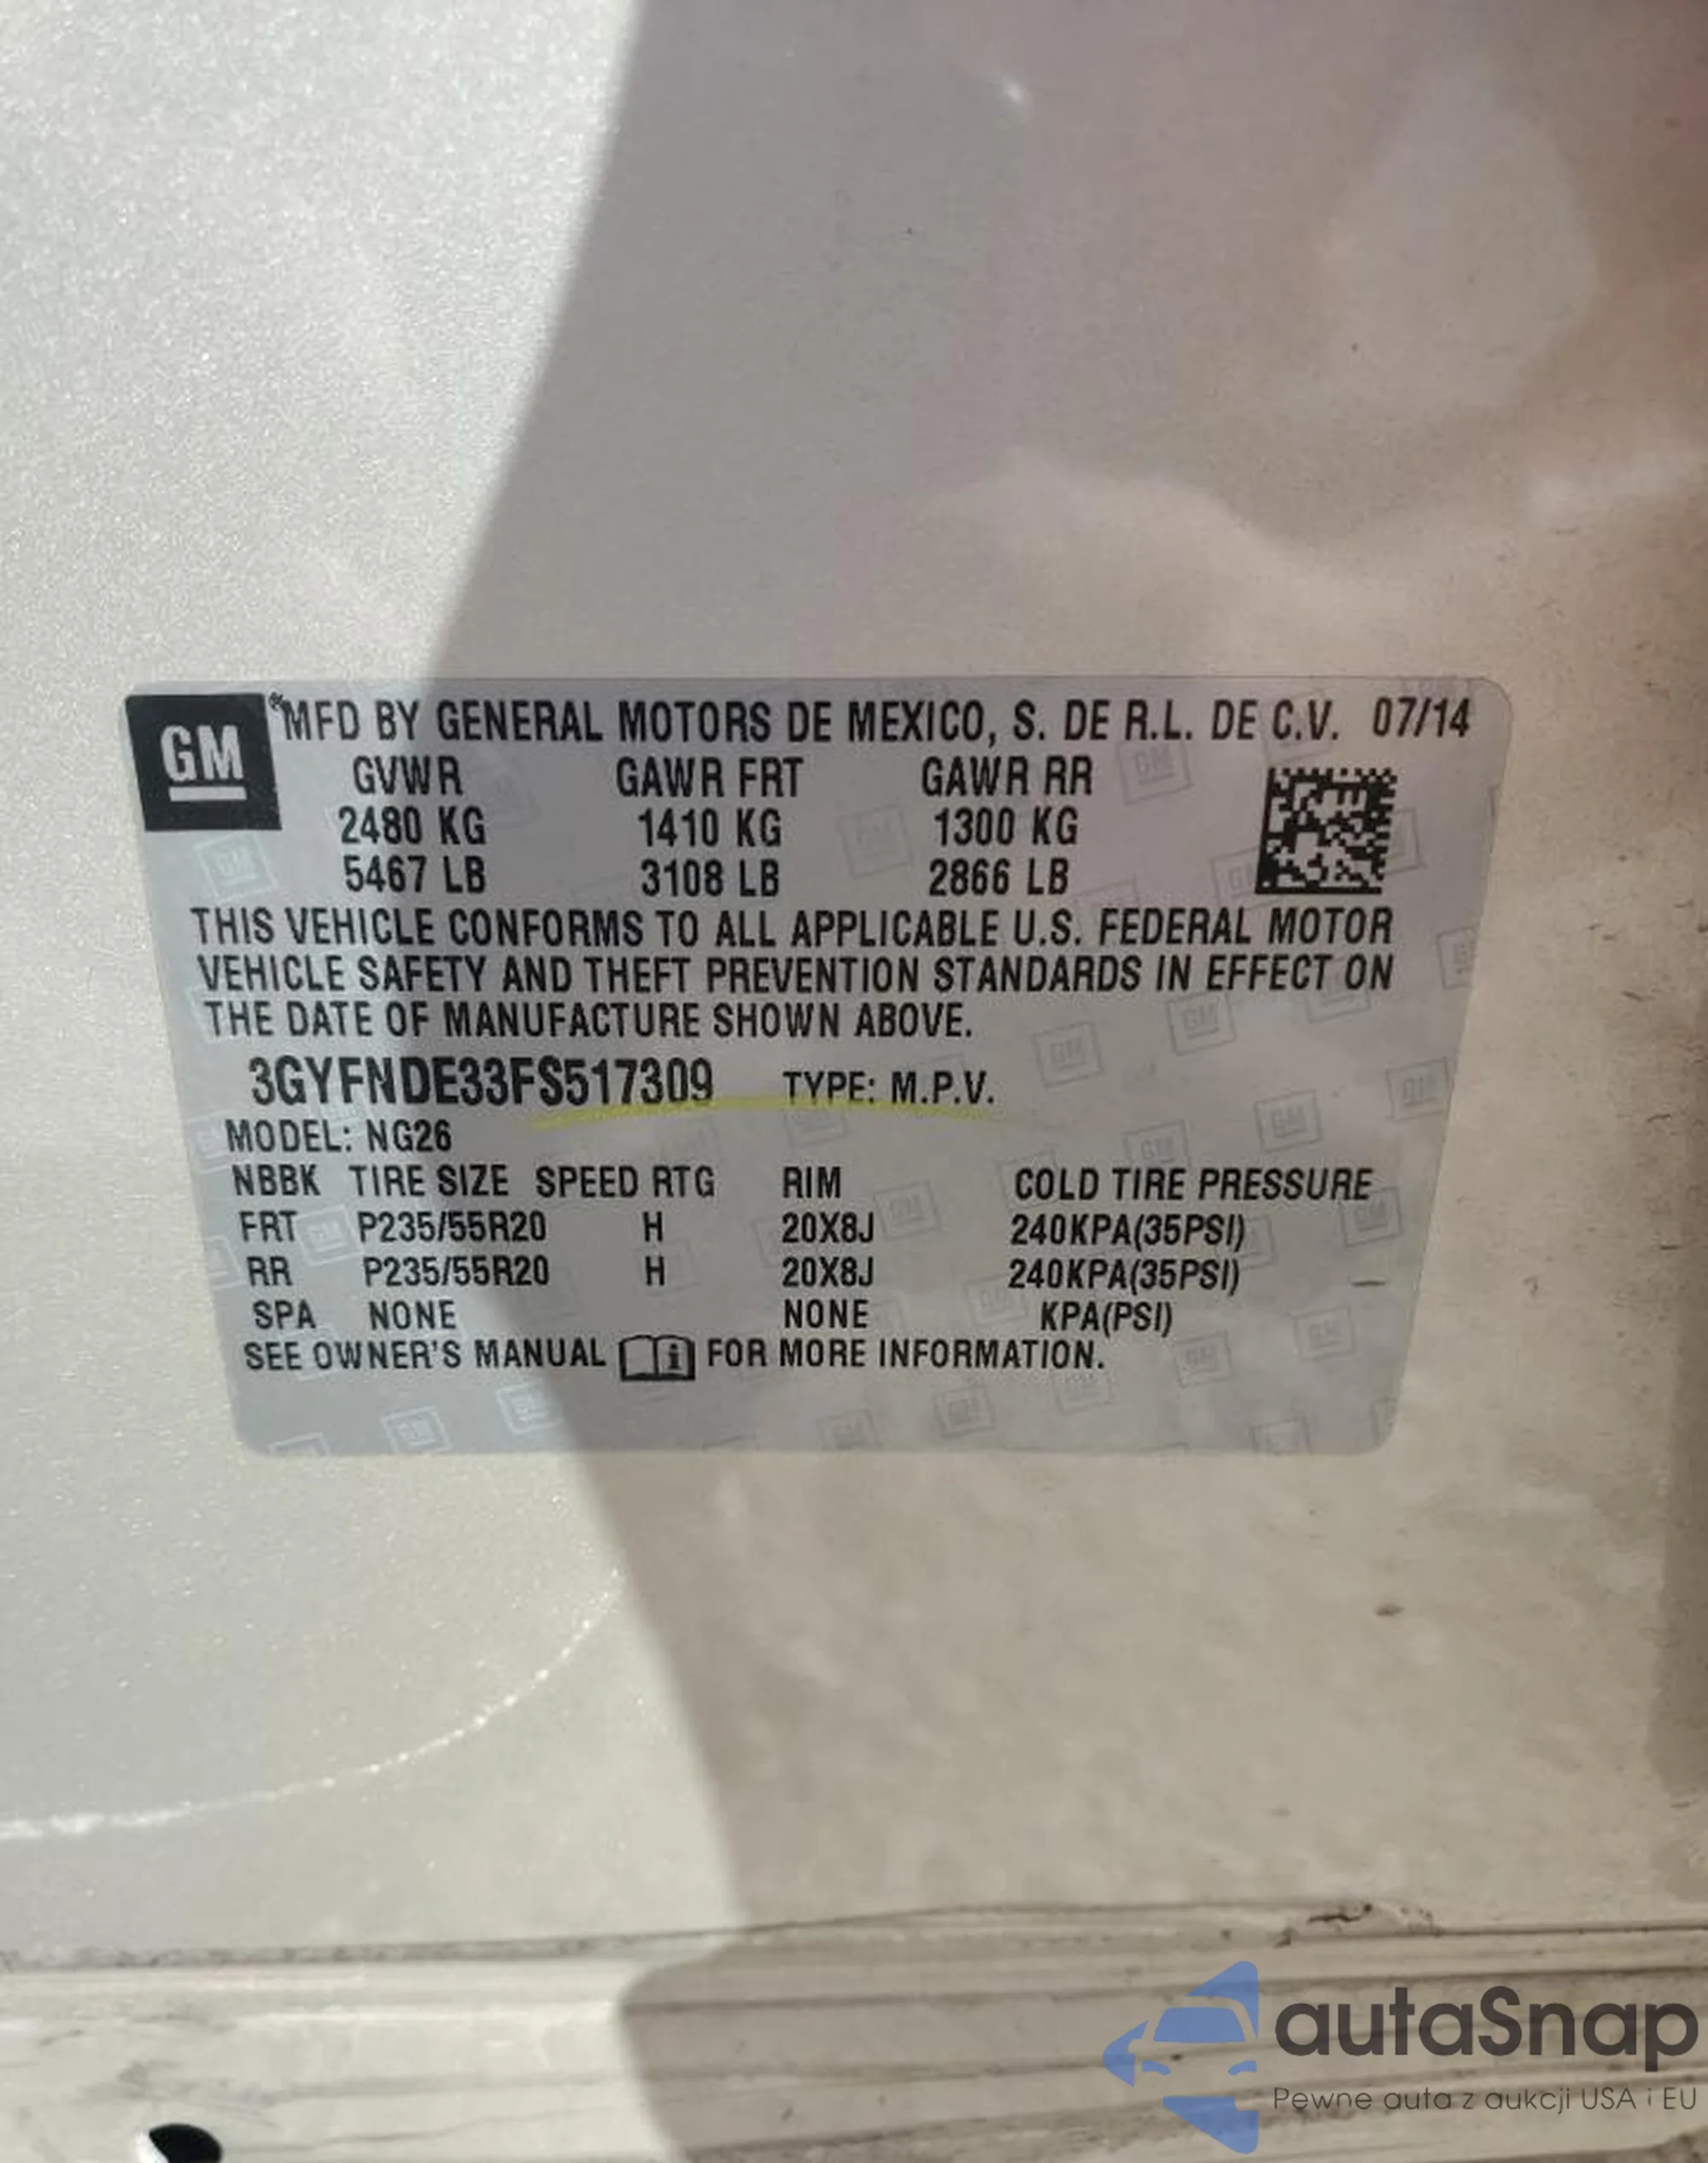 GM
MFD BY GENERAL MOTORS DE MEXICO, S. DE R.L. DE C.V. 07/14
GVWR GAWR FRT GAWR RR
2480 KG 1410 KG 1300 KG
5467 LB 3108 LB 2866 LB
THIS VEHICLE CONFORMS TO ALL APPLICABLE U.S. FEDERAL MOTOR
VEHICLE SAFETY AND THEFT PREVENTION STANDARDS IN EFFECT ON
THE DATE OF MANUFACTURE SHOWN ABOVE.
3GYFNDE33FS517309 TYPE: M.P.V.
MODEL: NG26
NBBK TIRE SIZE SPEED RTG RIM COLD TIRE PRESSURE
FRT P235/55R20 H 20X8J 240KPA(35PSI)
RR P235/55R20 H 20X8J 240KPA(35PSI)
SPA NONE NONE KPA(PSI)
SEE OWNER'S MANUAL FOR MORE INFORMATION.
autaSnap
Pewne auta z aukcji USA i EU